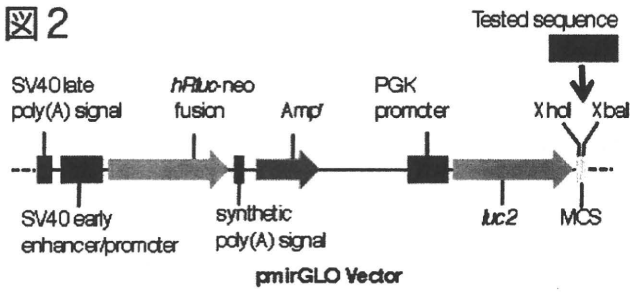 図2
Tested sequence
SV40 late
poly(A) signal
hRluc-neo
fusion
Ampʳ
PGK
promoter
XhoI
XbaI
SV40 early
enhancer/promoter
synthetic
poly(A) signal
luc2
MCS
pmirGLO Vector